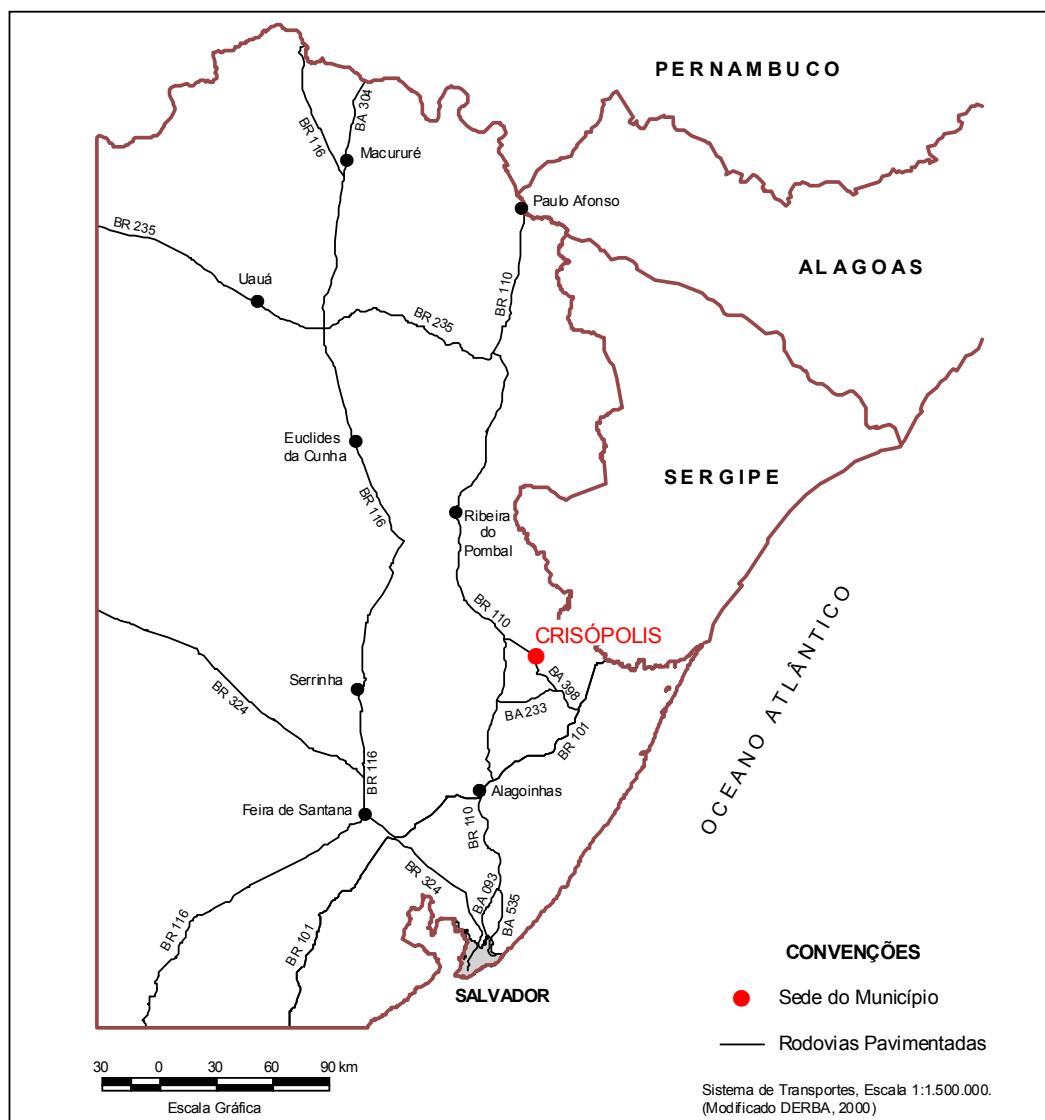 PERNAMBUCO
BA 304
BR 116
Macururé
Paulo Afonso
BR 235
ALAGOAS
Uauá
BR 110
BR 235
Euclides
da Cunha
SERGIPE
BR 116
Ribeira
do
Pombal
BR 110
CRISÓPOLIS
OCEANO ATLÂNTICO
Serrinha
BA 398
BR 324
BA 233
BR 101
BR 116
Alagoinhas
Feira de Santana
BR 110
BR 324
BA 093
BA 535
BR 116
BR 101
SALVADOR
CONVENÇÕES
Sede do Município
Rodovias Pavimentadas
30 0 30 60 90 km
Escala Gráfica
Sistema de Transportes, Escala 1:1.500.000.
(Modificado DERBA, 2000)